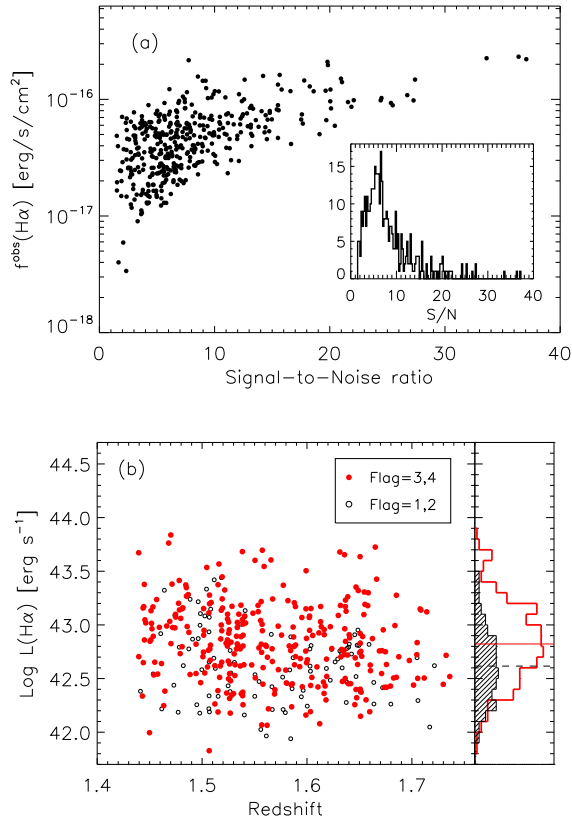 (a)
f^obs(Hα) [erg/s/cm²]
10⁻¹⁶
10⁻¹⁷
10⁻¹⁸
0 10 20 30 40
Signal-to-Noise ratio
15
10
5
0
0 10 20 30 40
S/N
(b)
Flag=3,4
Flag=1,2
Log L(Hα) [erg s⁻¹]
44.5
44.0
43.5
43.0
42.5
42.0
1.4 1.5 1.6 1.7
Redshift